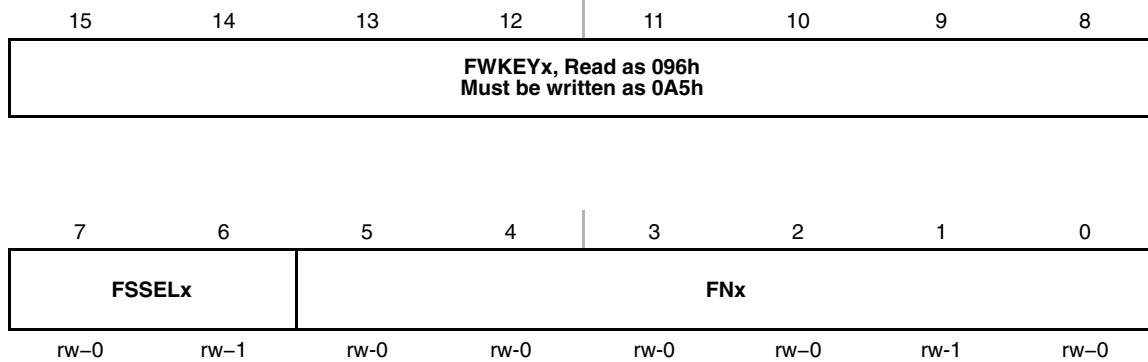 15 14 13 12 11 10 9 8
FWKEYx, Read as 096h
Must be written as 0A5h
7 6 5 4 3 2 1 0
FSSELx FNx
rw−0 rw−1 rw-0 rw-0 rw-0 rw−0 rw-1 rw−0